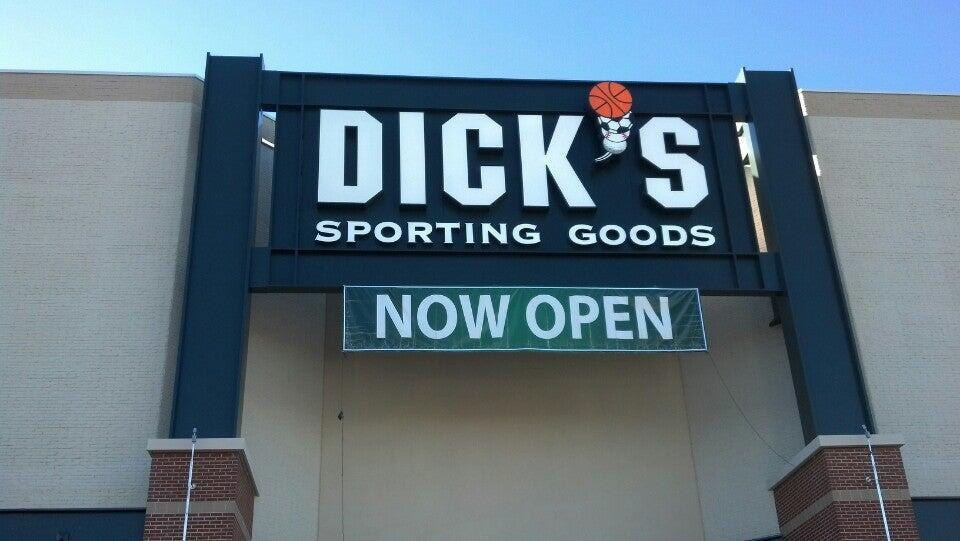 DICK'S
SPORTING GOODS
NOW OPEN